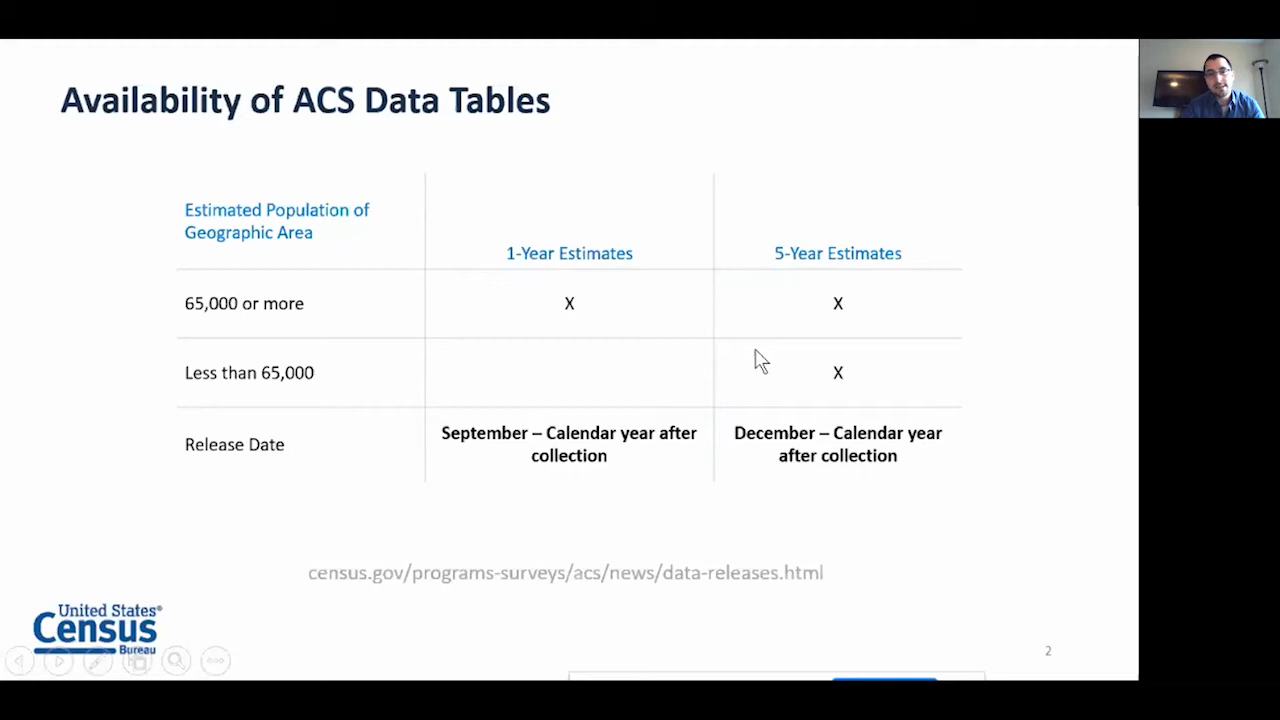 Availability of ACS Data Tables
Estimated Population of
Geographic Area
1-Year Estimates
5-Year Estimates
65,000 or more
X
X
Less than 65,000
X
Release Date
September – Calendar year after
collection
December – Calendar year
after collection
census.gov/programs-surveys/acs/news/data-releases.html
United States®
Census
Bureau
2